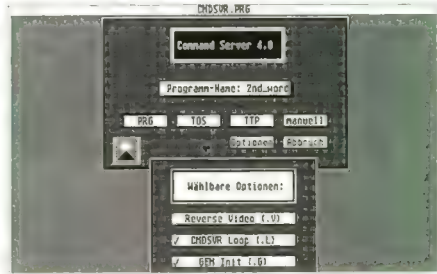 CMDSVR.PRG
Command Server 4.0
Programm-Name: 2nd_word
PRG TOS TTP manuell
Optionen Abbruch
Wählbare Optionen:
Reverse Video (.V)
✓ CMDSVR Loop (.L)
✓ GEM Init (.G)